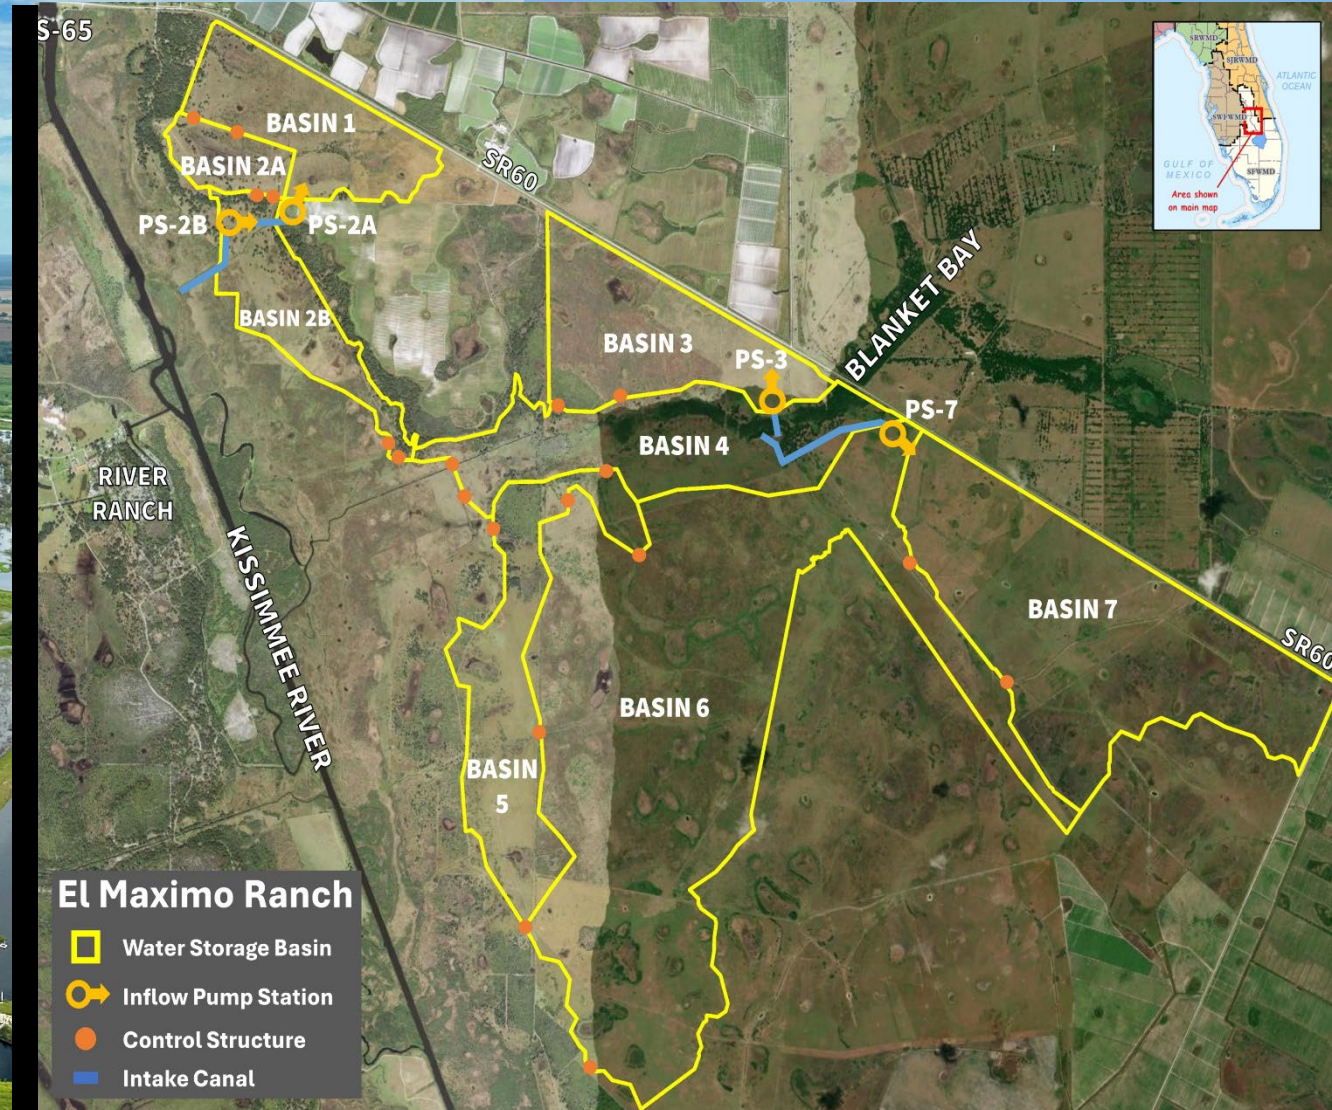 S-65
BASIN 1
BASIN 2A
SR60
PS-2B
PS-2A
BASIN 2B
BASIN 3
PS-3
BLANKET BAY
PS-7
BASIN 4
RIVER
RANCH
KISSIMMEE RIVER
BASIN 7
SR60
BASIN 6
BASIN
5
El Maximo Ranch
Water Storage Basin
Inflow Pump Station
Control Structure
Intake Canal
SRWMD
SJRWMD
ATLANTIC
OCEAN
SWFWMD
GULF OF
MEXICO
SFWMD
Area shown
on main map